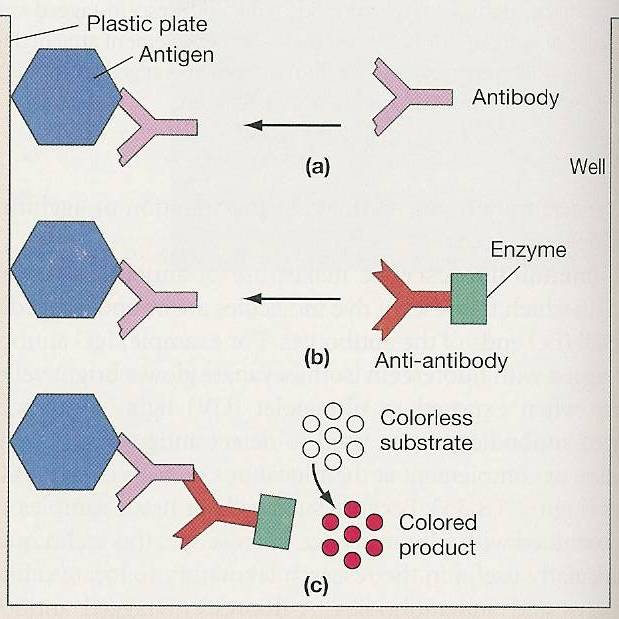 Plastic plate
Antigen
Antibody
(a)
Well
Enzyme
(b)
Anti-antibody
Colorless
substrate
Colored
product
(c)